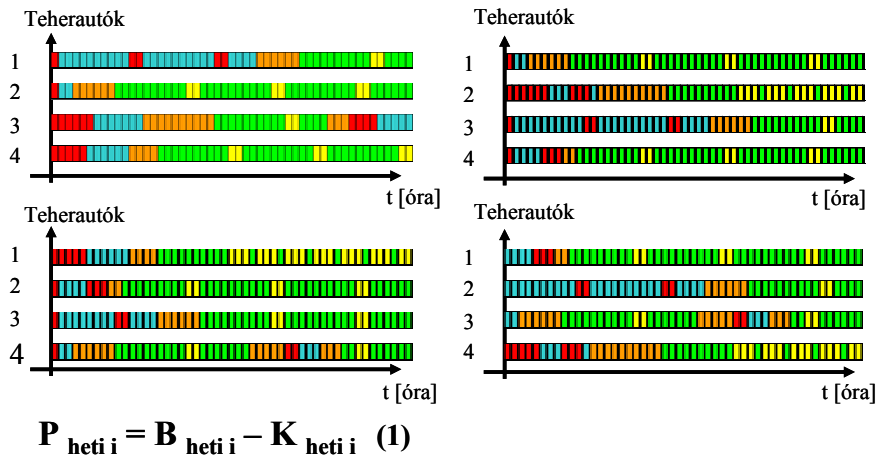 Teherautók
1
2
3
4
t [óra]
Teherautók
1
2
3
4
t [óra]
Teherautók
1
2
3
4
t [óra]
Teherautók
1
2
3
4
t [óra]
P heti i = B heti i – K heti i (1)